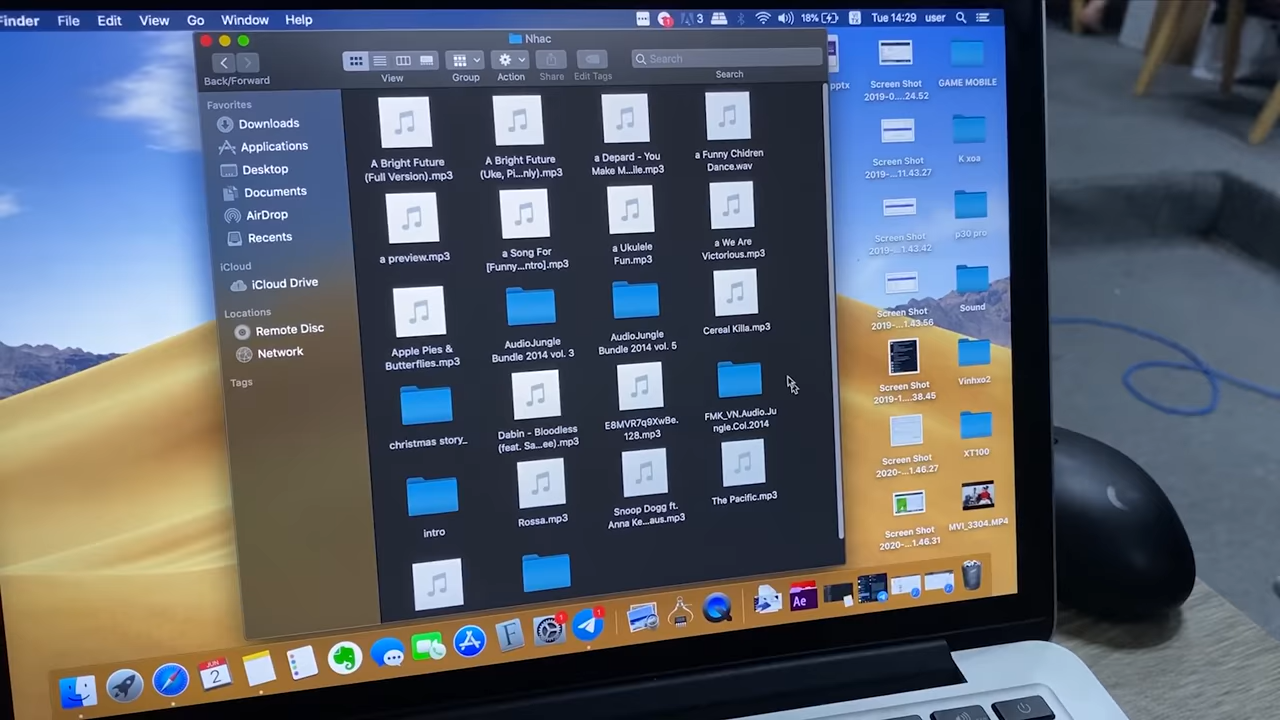 Finder File Edit View Go Window Help
3 18% Tue 14:29 user
Nhac
Back/Forward View Group Action Share Edit Tags Search
Search
Favorites
Downloads
Applications
Desktop
Documents
AirDrop
Recents
iCloud
iCloud Drive
Locations
Remote Disc
Network
Tags
A Bright Future
(Full Version).mp3
A Bright Future
(Uke, Pi...nly).mp3
a Depard - You
Make M...ile.mp3
a Funny Chidren
Dance.wav
a preview.mp3
a Song For
[Funny...ntro].mp3
a Ukulele
Fun.mp3
a We Are
Victorious.mp3
Apple Pies &
Butterflies.mp3
AudioJungle
Bundle 2014 vol. 3
AudioJungle
Bundle 2014 vol. 5
Cereal Killa.mp3
christmas story_
Dabin - Bloodless
(feat. Sa...ee).mp3
E8MVR7q9XwBe.
128.mp3
FMK_VN.Audio.Ju
ngle.Col.2014
intro
Rossa.mp3
Snoop Dogg ft.
Anna Ke...aus.mp3
The Pacific.mp3
pptx
Screen Shot
2019-0....24.52
GAME MOBILE
Screen Shot
2019-...11.43.27
K xoa
Screen Shot
2019-...1.43.42
p30 pro
Screen Shot
2019-...1.43.56
Sound
Screen Shot
2019-1...38.45
Vinhxo2
Screen Shot
2020-...1.46.27
XT100
Screen Shot
2020-...1.46.31
MVI_3304.MP4
JUN
2
1
1
Ae